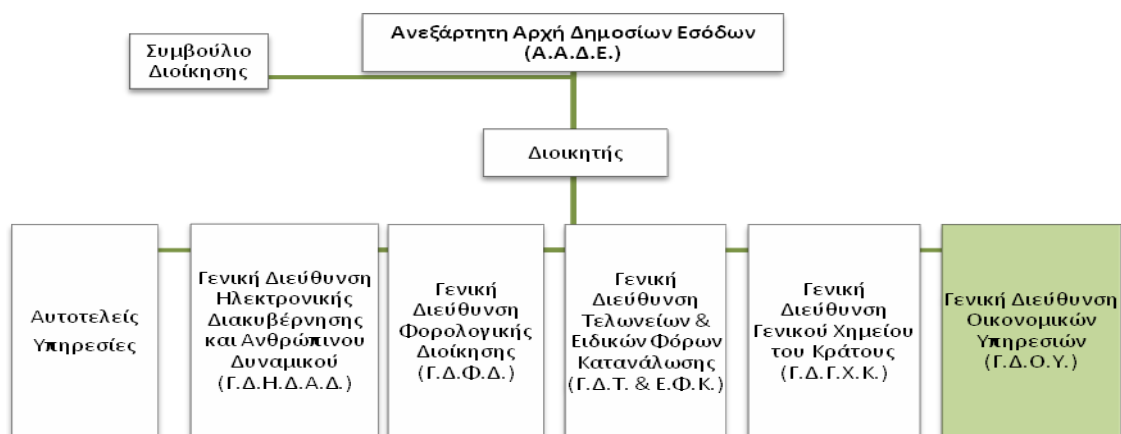 Ανεξάρτητη Αρχή Δημοσίων Εσόδων
(Α.Α.Δ.Ε.)
Συμβούλιο
Διοίκησης
Διοικητής
Αυτοτελείς
Υπηρεσίες
Γενική Διεύθυνση
Ηλεκτρονικής
Διακυβέρνησης
και Ανθρώπινου
Δυναμικού
(Γ.Δ.Η.Δ.Α.Δ.)
Γενική
Διεύθυνση
Φορολογικής
Διοίκησης
(Γ.Δ.Φ.Δ.)
Γενική
Διεύθυνση
Τελωνείων &
Ειδικών Φόρων
Κατανάλωσης
(Γ.Δ.Τ. & Ε.Φ.Κ.)
Γενική
Διεύθυνση
Γενικού Χημείου
του Κράτους
(Γ.Δ.Γ.Χ.Κ.)
Γενική Διεύθυνση
Οικονομικών
Υπηρεσιών
(Γ.Δ.Ο.Υ.)